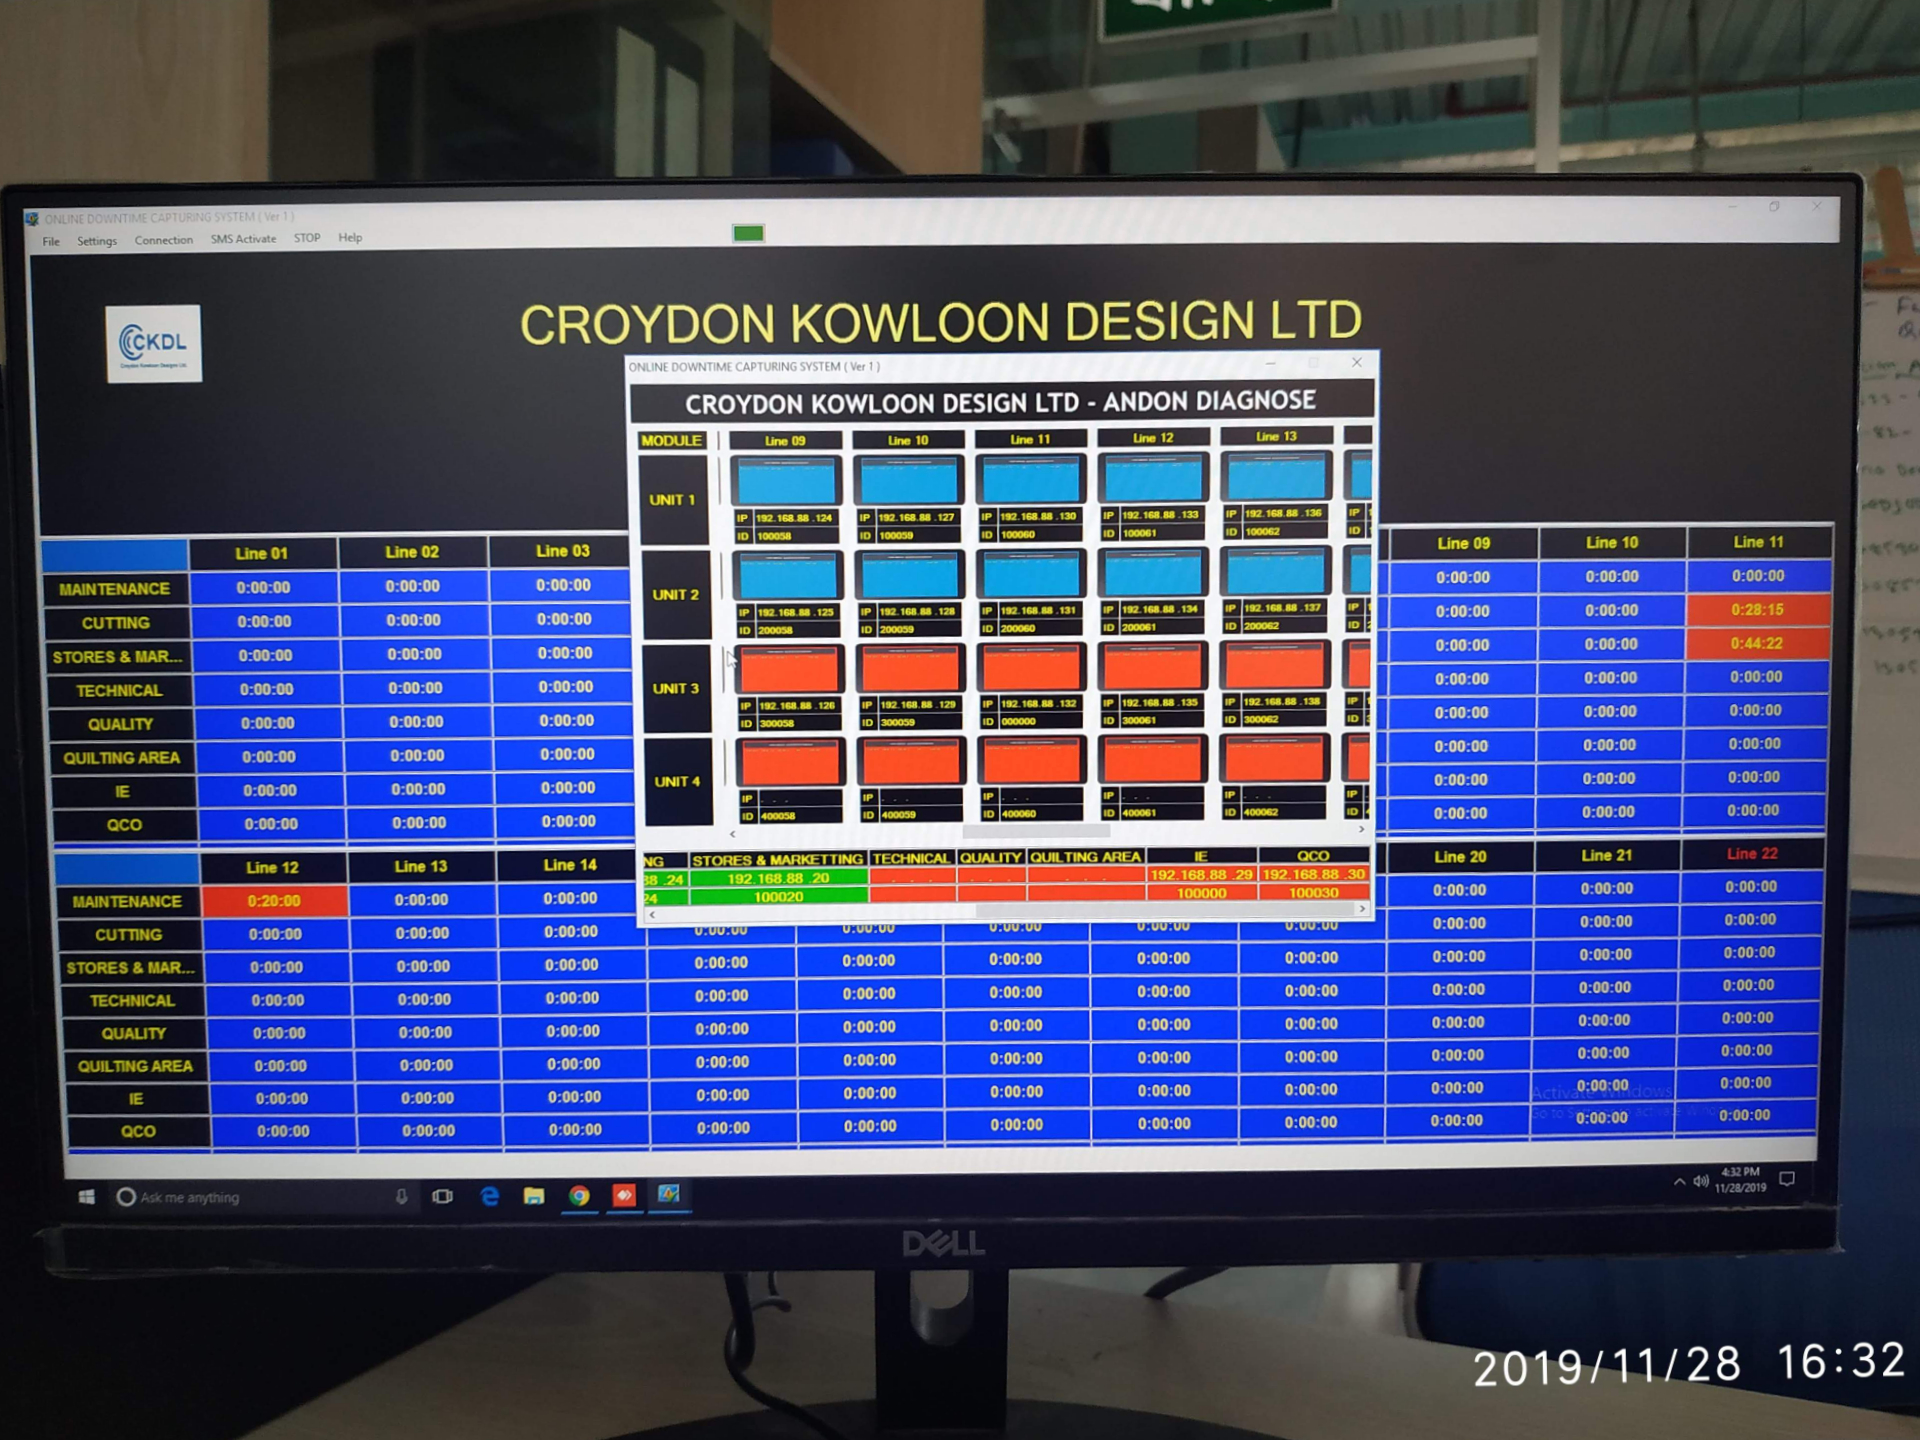 ONLINE DOWNTIME CAPTURING SYSTEM ( Ver 1 )
File Settings Connection SMS Activate STOP Help
CKDL
Croydon Kowloon Designs Ltd.
CROYDON KOWLOON DESIGN LTD
ONLINE DOWNTIME CAPTURING SYSTEM ( Ver 1 )
CROYDON KOWLOON DESIGN LTD - ANDON DIAGNOSE
MODULE Line 09 Line 10 Line 11 Line 12 Line 13
UNIT 1
IP 192.168.88 .124 IP 192.168.88 .127 IP 192.168.88 .130 IP 192.168.88 .133 IP 192.168.88 .136 IP
ID 100058 ID 100059 ID 100060 ID 100061 ID 100062 ID
UNIT 2
IP 192.168.88 .125 IP 192.168.88 .128 IP 192.168.88 .131 IP 192.168.88 .134 IP 192.168.88 .137 IP
ID 200058 ID 200059 ID 200060 ID 200061 ID 200062 ID
UNIT 3
IP 192.168.88 .126 IP 192.168.88 .129 IP 192.168.88 .132 IP 192.168.88 .135 IP 192.168.88 .138 IP
ID 300058 ID 300059 ID 000000 ID 300061 ID 300062 ID
UNIT 4
IP . . . IP . . . IP . . . IP . . . IP . . . IP
ID 400058 ID 400059 ID 400060 ID 400061 ID 400062 ID
NG STORES & MARKETTING TECHNICAL QUALITY QUILTING AREA IE QCO
88 .24 192.168.88 .20 . . . . . . . . . 192.168.88 .29 192.168.88 .30
24 100020 100000 100030
Line 01 Line 02 Line 03 Line 09 Line 10 Line 11
MAINTENANCE 0:00:00 0:00:00 0:00:00 0:00:00 0:00:00 0:00:00
CUTTING 0:00:00 0:00:00 0:00:00 0:00:00 0:00:00 0:28:15
STORES & MAR... 0:00:00 0:00:00 0:00:00 0:00:00 0:00:00 0:44:22
TECHNICAL 0:00:00 0:00:00 0:00:00 0:00:00 0:00:00 0:00:00
QUALITY 0:00:00 0:00:00 0:00:00 0:00:00 0:00:00 0:00:00
QUILTING AREA 0:00:00 0:00:00 0:00:00 0:00:00 0:00:00 0:00:00
IE 0:00:00 0:00:00 0:00:00 0:00:00 0:00:00 0:00:00
QCO 0:00:00 0:00:00 0:00:00 0:00:00 0:00:00 0:00:00
Line 12 Line 13 Line 14 Line 20 Line 21 Line 22
MAINTENANCE 0:20:00 0:00:00 0:00:00 0:00:00 0:00:00 0:00:00
CUTTING 0:00:00 0:00:00 0:00:00 0:00:00 0:00:00 0:00:00 0:00:00 0:00:00 0:00:00 0:00:00 0:00:00
STORES & MAR... 0:00:00 0:00:00 0:00:00 0:00:00 0:00:00 0:00:00 0:00:00 0:00:00 0:00:00 0:00:00 0:00:00
TECHNICAL 0:00:00 0:00:00 0:00:00 0:00:00 0:00:00 0:00:00 0:00:00 0:00:00 0:00:00 0:00:00 0:00:00
QUALITY 0:00:00 0:00:00 0:00:00 0:00:00 0:00:00 0:00:00 0:00:00 0:00:00 0:00:00 0:00:00 0:00:00
QUILTING AREA 0:00:00 0:00:00 0:00:00 0:00:00 0:00:00 0:00:00 0:00:00 0:00:00 0:00:00 0:00:00 0:00:00
IE 0:00:00 0:00:00 0:00:00 0:00:00 0:00:00 0:00:00 0:00:00 0:00:00 0:00:00 0:00:00 0:00:00
QCO 0:00:00 0:00:00 0:00:00 0:00:00 0:00:00 0:00:00 0:00:00 0:00:00 0:00:00 0:00:00 0:00:00
Activate Windows
Ask me anything
4:32 PM
11/28/2019
DELL
2019/11/28 16:32